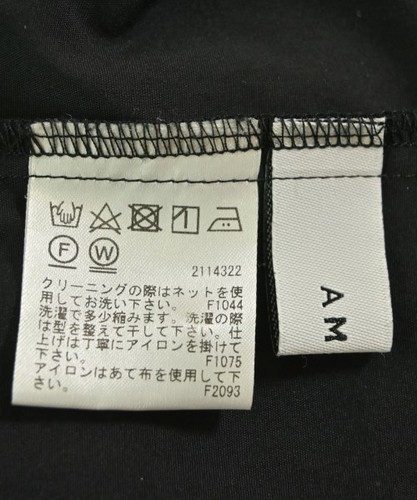 F W
2114322
クリーニングの際はネットを使
用してお洗い下さい。 F1044
洗濯で多少縮みます。洗濯の際
は型を整えて干して下さい。仕
上げは丁寧にアイロンを掛けて
下さい。 F1075
アイロンはあて布を使用して下
さい。 F2093
AM